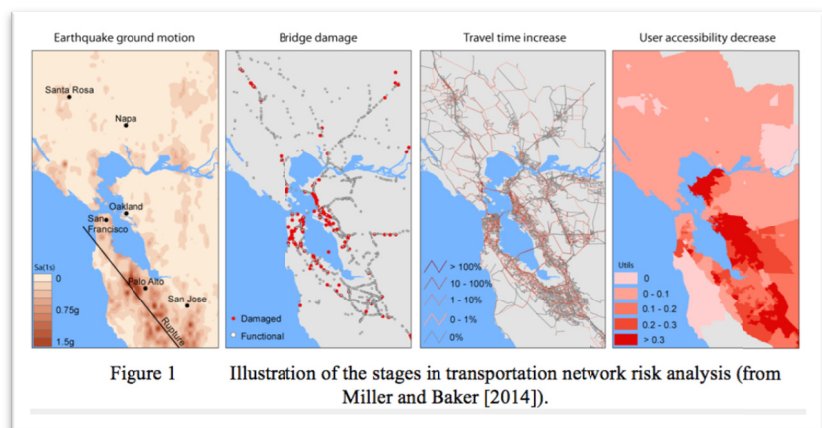 Earthquake ground motion
Bridge damage
Travel time increase
User accessibility decrease
Santa Rosa
Napa
Oakland
San
Francisco
Palo Alto
San Jose
Rupture
Sa(1s)
0
0.75g
1.5g
Damaged
Functional
> 100%
10 - 100%
1 - 10%
0 - 1%
0%
Utils
0
0 - 0.1
0.1 - 0.2
0.2 - 0.3
> 0.3
Figure 1 Illustration of the stages in transportation network risk analysis (from
Miller and Baker [2014]).